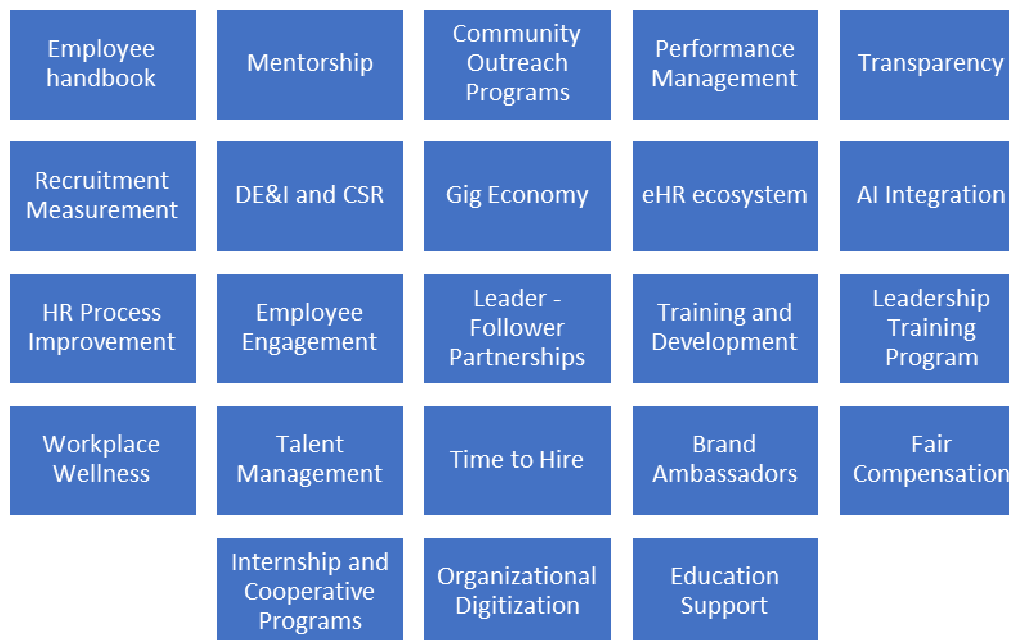 Employee
handbook
Mentorship
Community
Outreach
Programs
Performance
Management
Transparency
Recruitment
Measurement
DE&I and CSR
Gig Economy
eHR ecosystem
AI Integration
HR Process
Improvement
Employee
Engagement
Leader -
Follower
Partnerships
Training and
Development
Leadership
Training
Program
Workplace
Wellness
Talent
Management
Time to Hire
Brand
Ambassadors
Fair
Compensation
Internship and
Cooperative
Programs
Organizational
Digitization
Education
Support